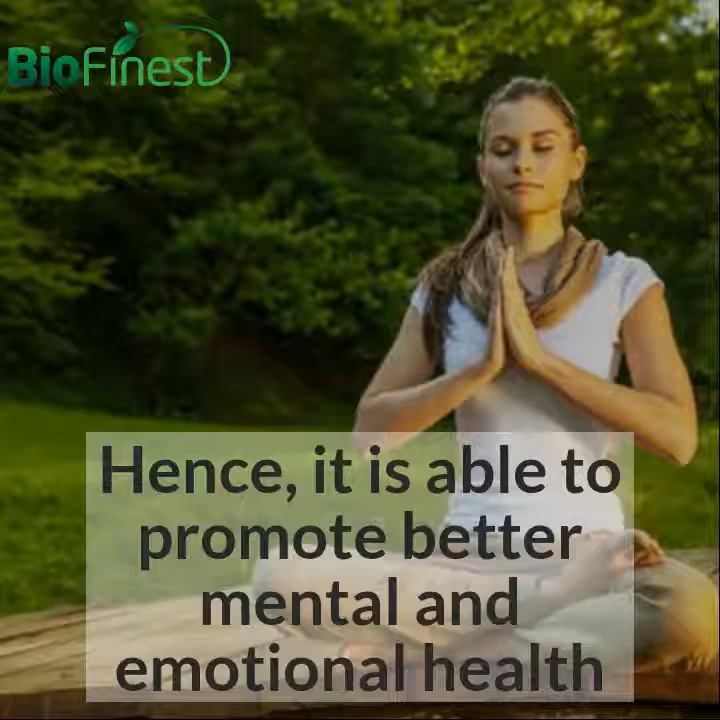 BioFinest
Hence, it is able to
promote better
mental and
emotional health